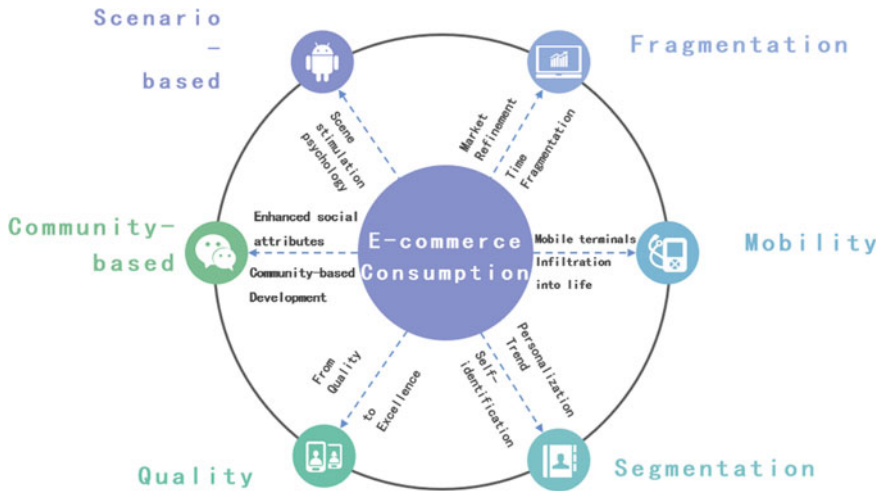 Scenario
-
based
Fragmentation
Scene
stimulation
psychology
Market
Refinement
Time
Fragmentation
Community-
based
Enhanced social
attributes
Community-based
Development
E-commerce
Consumption
Mobile terminals
Infiltration
into life
Mobility
From
Quality
to
Excellence
Self-
identification
Personalization
Trend
Quality
Segmentation